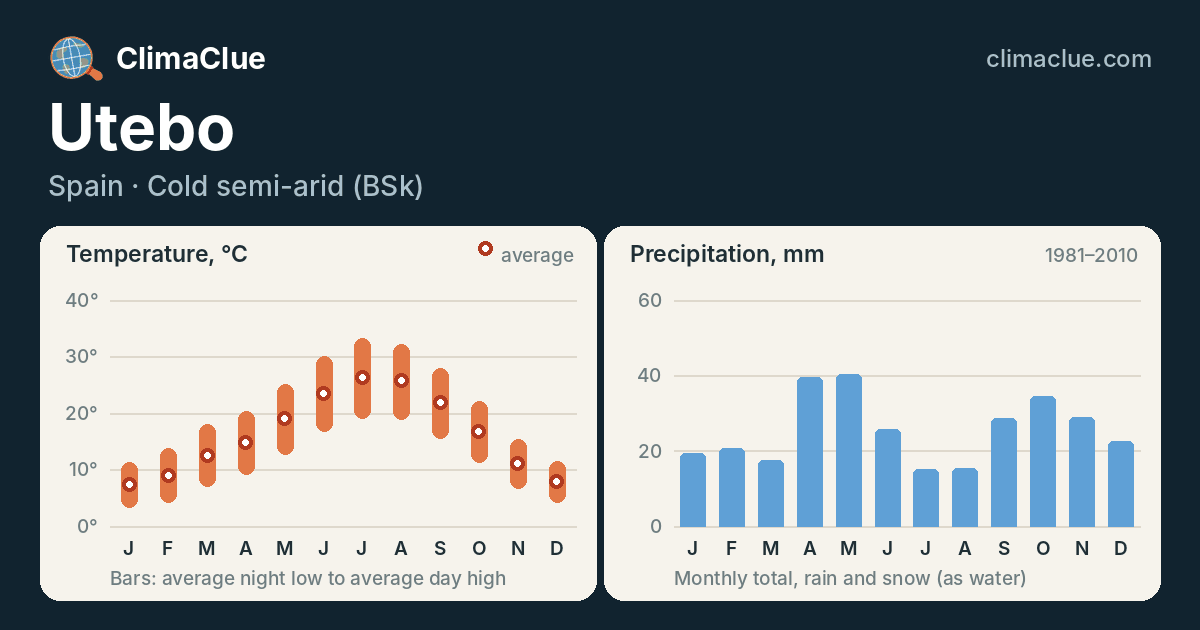 ClimaClue
climaclue.com
Utebo
Spain · Cold semi-arid (BSk)
Temperature, °C
average
40°
30°
20°
10°
0°
J F M A M J J A S O N D
Bars: average night low to average day high
Precipitation, mm
1981–2010
60
40
20
0
J F M A M J J A S O N D
Monthly total, rain and snow (as water)